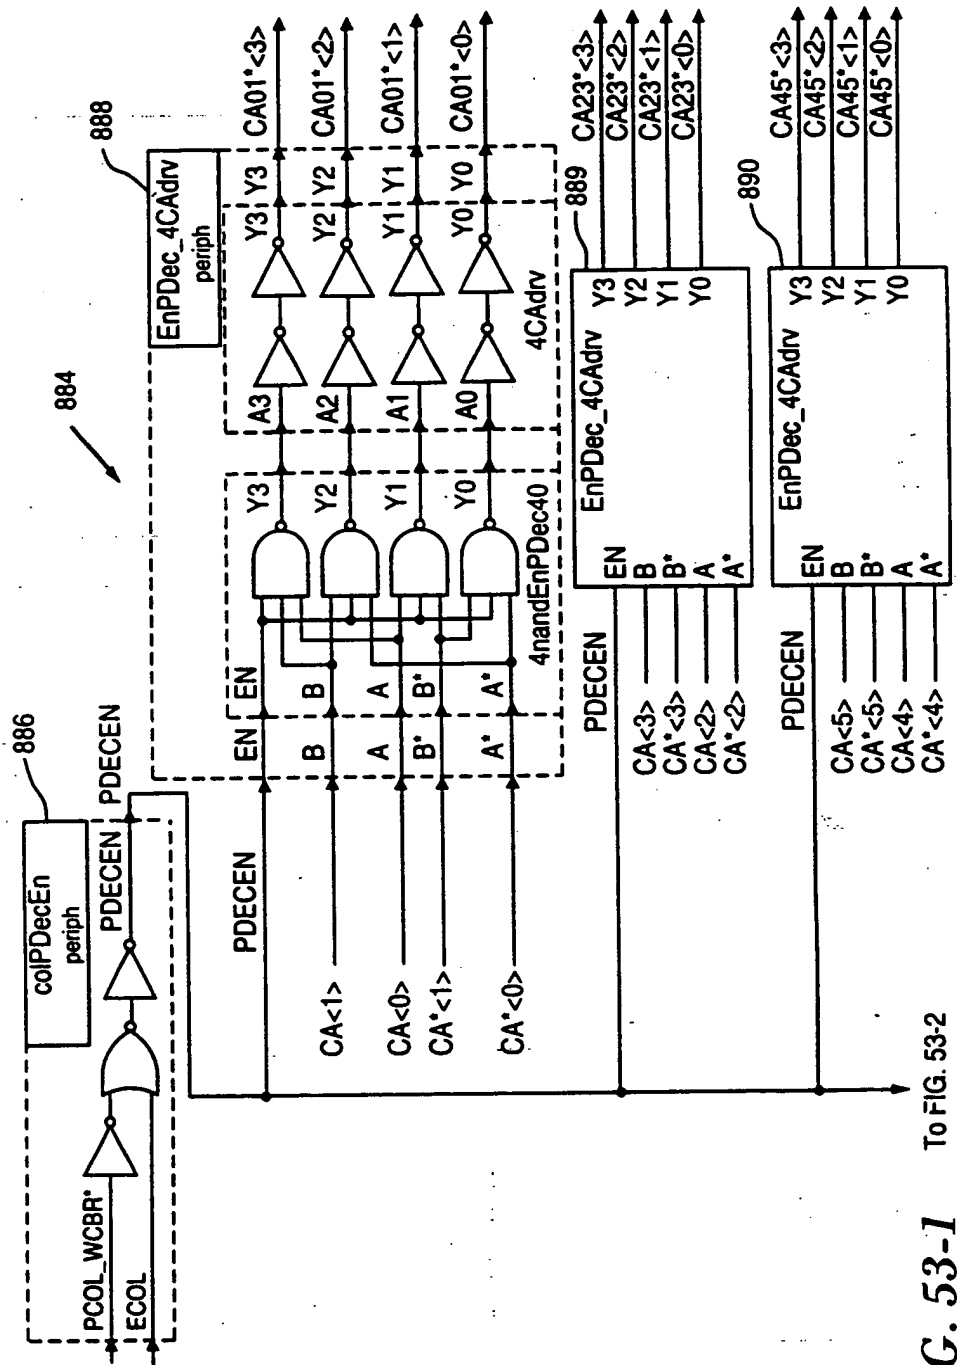 886
colPDecEn
periph
PCOL_WCBR*
ECOL
PDECEN
PDECEN
884
888
EnPDec_4CAdrv
periph
PDECEN
EN
EN
CA<1>
B
B
CA<0>
A
A
CA*<1>
B*
B*
CA*<0>
A*
A*
Y3
Y2
Y1
Y0
4nandEnPDec40
A3
A2
A1
A0
4CAdrv
Y3
Y2
Y1
Y0
Y3
Y2
Y1
Y0
CA01*<3>
CA01*<2>
CA01*<1>
CA01*<0>
889
PDECEN
EnPDec_4CAdrv
EN
CA<3>
B
CA*<3>
B*
CA<2>
A
CA*<2>
A*
Y3
Y2
Y1
Y0
CA23*<3>
CA23*<2>
CA23*<1>
CA23*<0>
890
PDECEN
EnPDec_4CAdrv
EN
CA<5>
B
CA*<5>
B*
CA<4>
A
CA*<4>
A*
Y3
Y2
Y1
Y0
CA45*<3>
CA45*<2>
CA45*<1>
CA45*<0>
G. 53-1
To FIG. 53-2